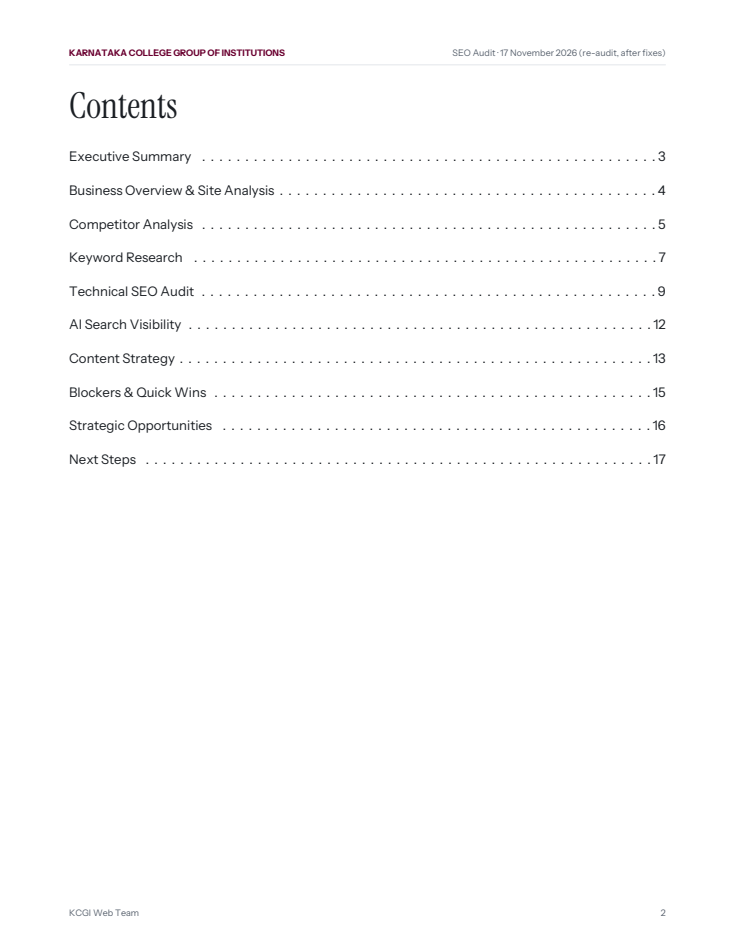 KARNATAKA COLLEGE GROUP OF INSTITUTIONS
SEO Audit · 17 November 2026 (re-audit, after fixes)
Contents
Executive Summary . . . . . . . . . . . . . . . . . . . . . . . . . . . . . . . . . . . . . . . . . . . . . . . . . . . . . 3
Business Overview & Site Analysis . . . . . . . . . . . . . . . . . . . . . . . . . . . . . . . . . . . . . . . . . . . . 4
Competitor Analysis . . . . . . . . . . . . . . . . . . . . . . . . . . . . . . . . . . . . . . . . . . . . . . . . . . . . . 5
Keyword Research . . . . . . . . . . . . . . . . . . . . . . . . . . . . . . . . . . . . . . . . . . . . . . . . . . . . . . 7
Technical SEO Audit . . . . . . . . . . . . . . . . . . . . . . . . . . . . . . . . . . . . . . . . . . . . . . . . . . . . . 9
AI Search Visibility . . . . . . . . . . . . . . . . . . . . . . . . . . . . . . . . . . . . . . . . . . . . . . . . . . . . . . 12
Content Strategy . . . . . . . . . . . . . . . . . . . . . . . . . . . . . . . . . . . . . . . . . . . . . . . . . . . . . . . 13
Blockers & Quick Wins . . . . . . . . . . . . . . . . . . . . . . . . . . . . . . . . . . . . . . . . . . . . . . . . . . . 15
Strategic Opportunities . . . . . . . . . . . . . . . . . . . . . . . . . . . . . . . . . . . . . . . . . . . . . . . . . . 16
Next Steps . . . . . . . . . . . . . . . . . . . . . . . . . . . . . . . . . . . . . . . . . . . . . . . . . . . . . . . . . . . 17
KCGI Web Team
2